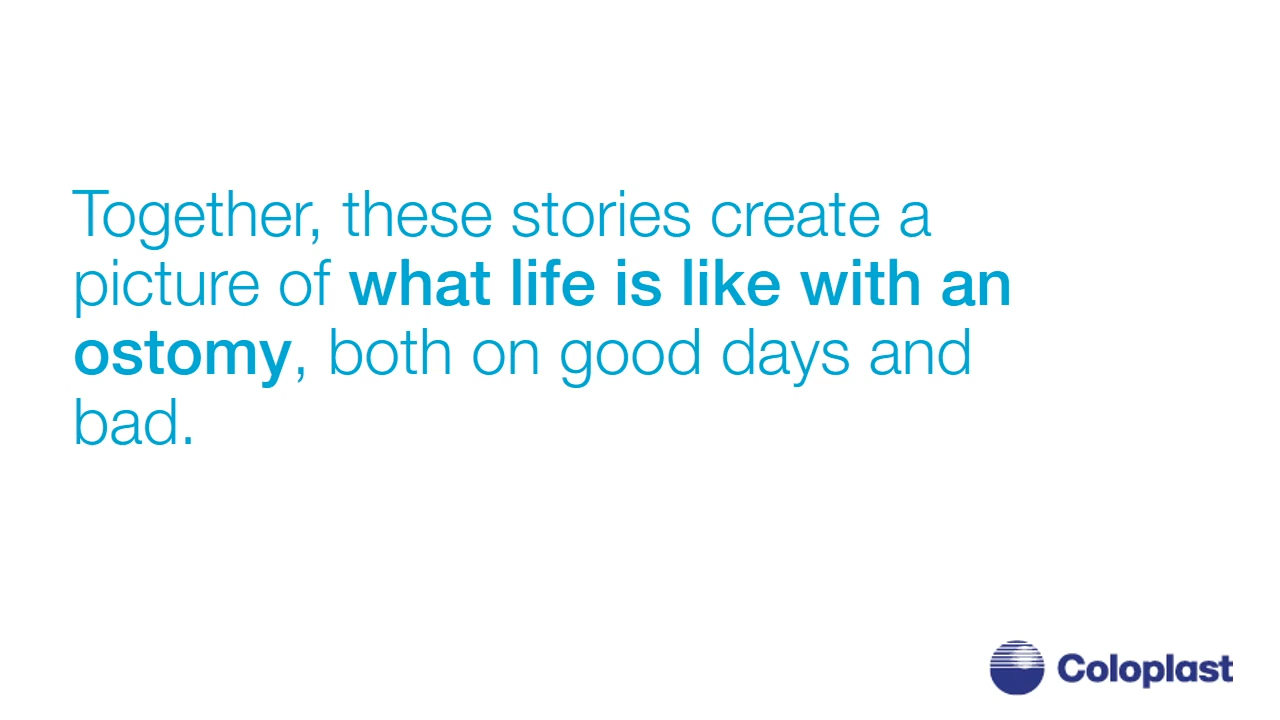 Together, these stories create a
picture of what life is like with an
ostomy, both on good days and
bad.
Coloplast